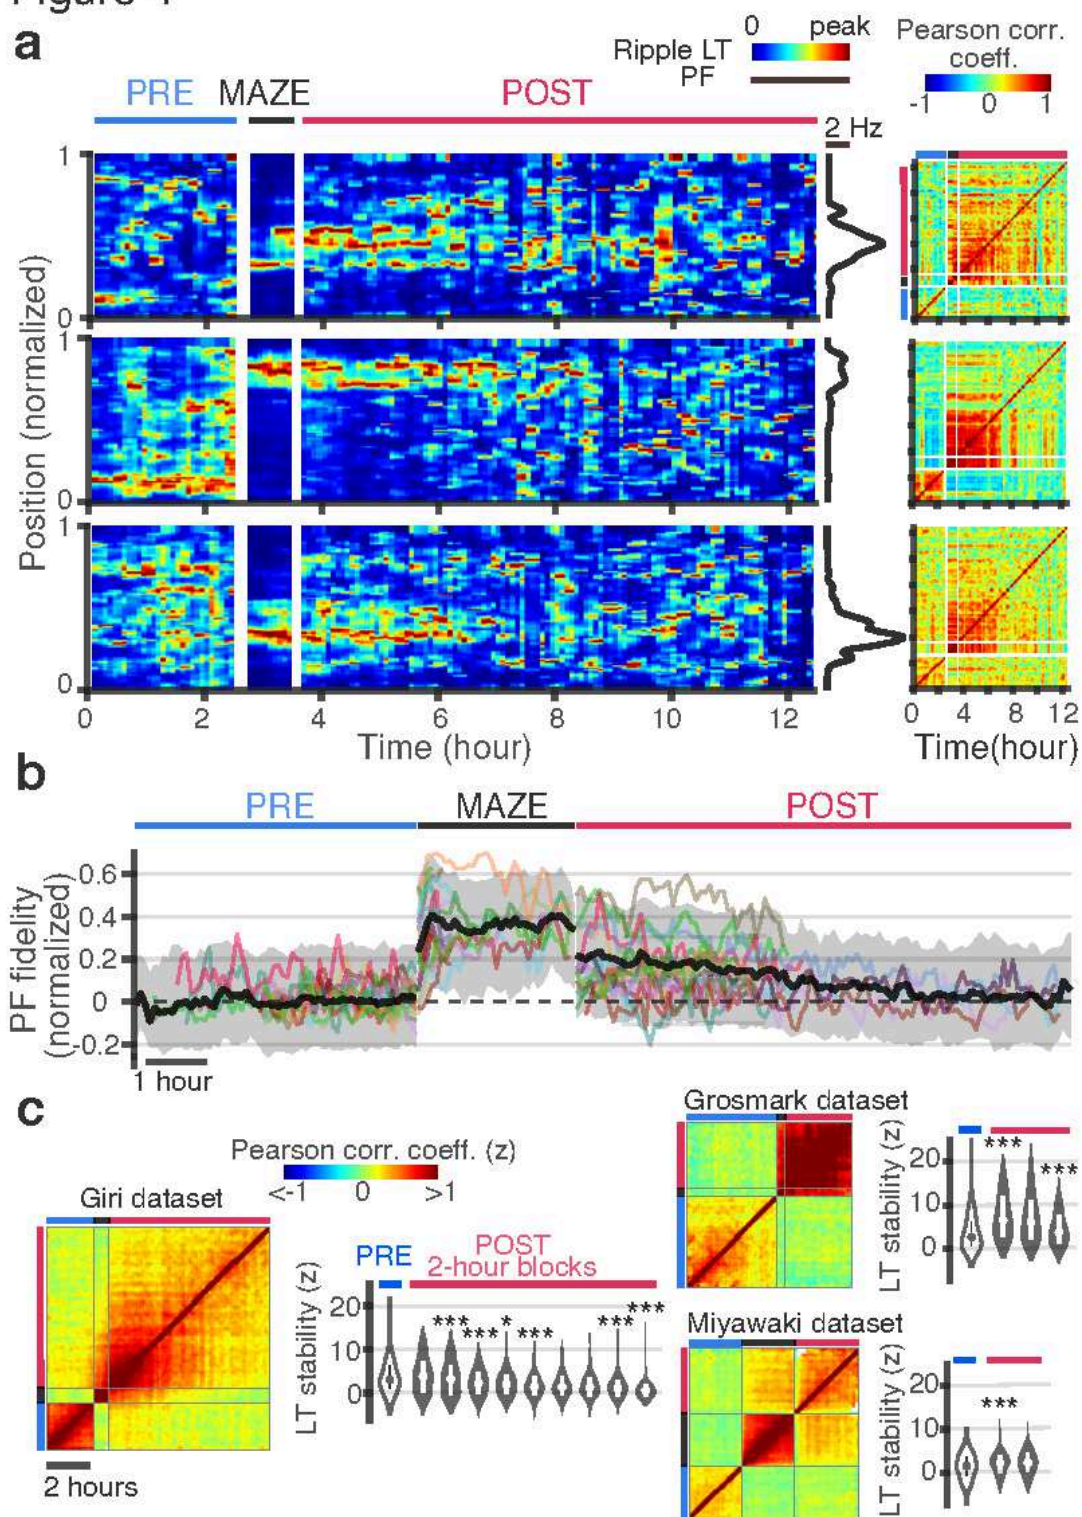 a
0 peak
Ripple LT
PF
Pearson corr.
coeff.
-1 0 1
PRE MAZE POST
2 Hz
Position (normalized)
1
0
1
0
1
0
0 2 4 6 8 10 12
Time (hour)
0 4 8 12
Time(hour)
b
PRE MAZE POST
PF fidelity
(normalized)
0.6
0.4
0.2
0
-0.2
1 hour
c
Giri dataset
Pearson corr. coeff. (z)
<-1 0 >1
2 hours
PRE
POST
2-hour blocks
LT stability (z)
20
10
0
*** *** * *** *** ***
Grosmark dataset
LT stability (z)
20
10
0
*** ***
Miyawaki dataset
LT stability (z)
20
10
0
***